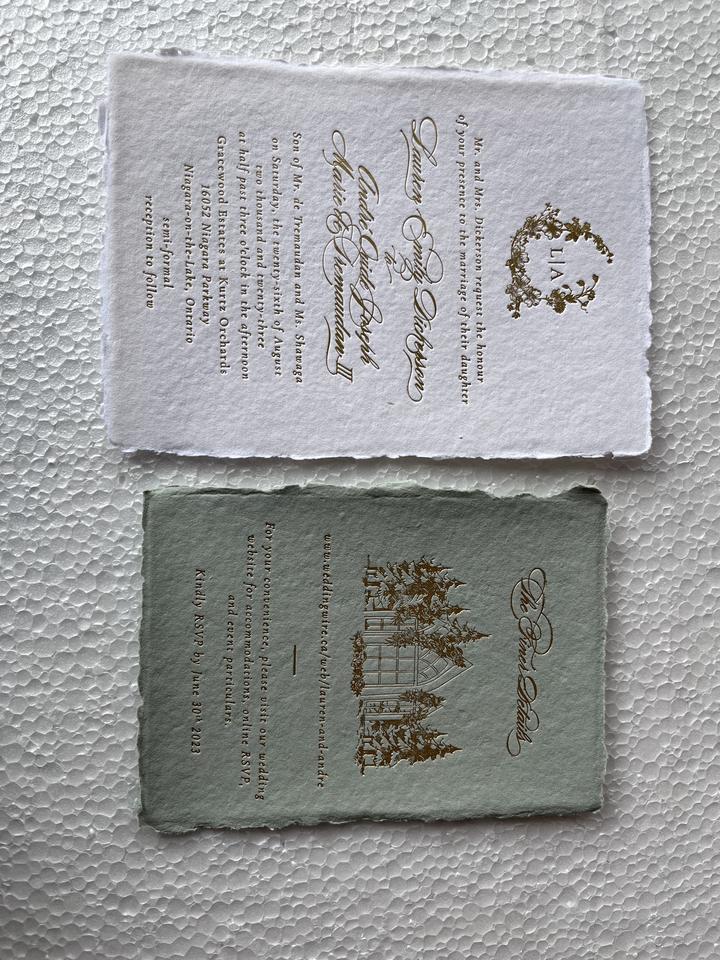 L|A
Mr. and Mrs. Dickerson request the honour
of your presence to the marriage of their daughter
Lauren Emily Dickerson
to
André Joseph
Marie de Tremaudan II
Son of Mr. de Tremaudan and Ms. Shawaga
on Saturday, the twenty-sixth of August
two thousand and twenty-three
at half past three o'clock in the afternoon
Gracewood Estates at Kurtz Orchards
16052 Niagara Parkway
Niagara-on-the-Lake, Ontario
semi-formal
reception to follow
The Finer Details
www.weddingwire.ca/web/lauren-and-andre
For your convenience, please visit our wedding
website for accommodations, online RSVP,
and event particulars.
Kindly RSVP by June 30th 2023